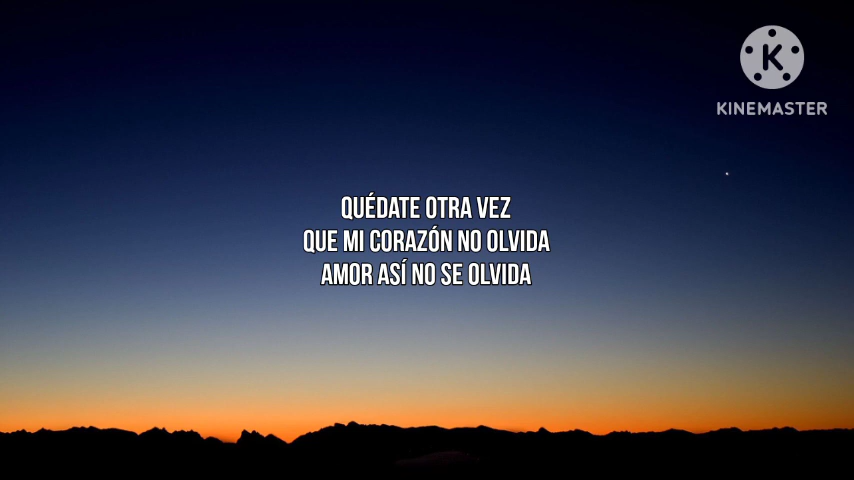 KINEMASTER
QUÉDATE OTRA VEZ
QUE MI CORAZÓN NO OLVIDA
AMOR ASÍ NO SE OLVIDA